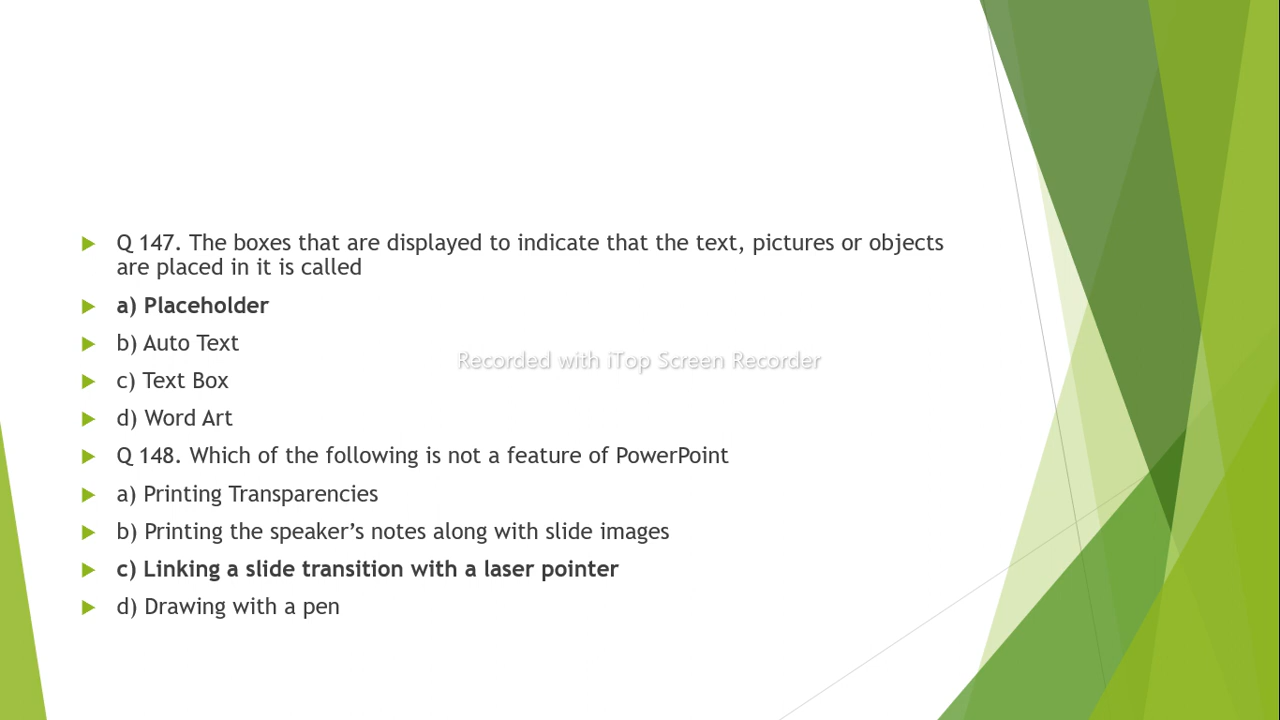 Q 147. The boxes that are displayed to indicate that the text, pictures or objects
are placed in it is called
a) Placeholder
b) Auto Text
Recorded with iTop Screen Recorder
c) Text Box
d) Word Art
Q 148. Which of the following is not a feature of PowerPoint
a) Printing Transparencies
b) Printing the speaker’s notes along with slide images
c) Linking a slide transition with a laser pointer
d) Drawing with a pen